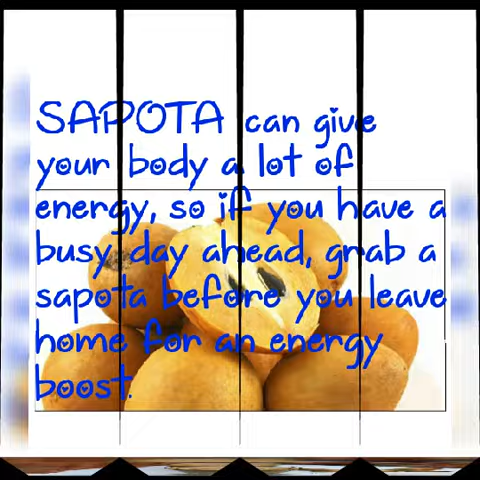 SAPOTA can give
your body a lot of
energy, so if you have a
busy day ahead, grab a
sapota before you leave
home for an energy
boost.